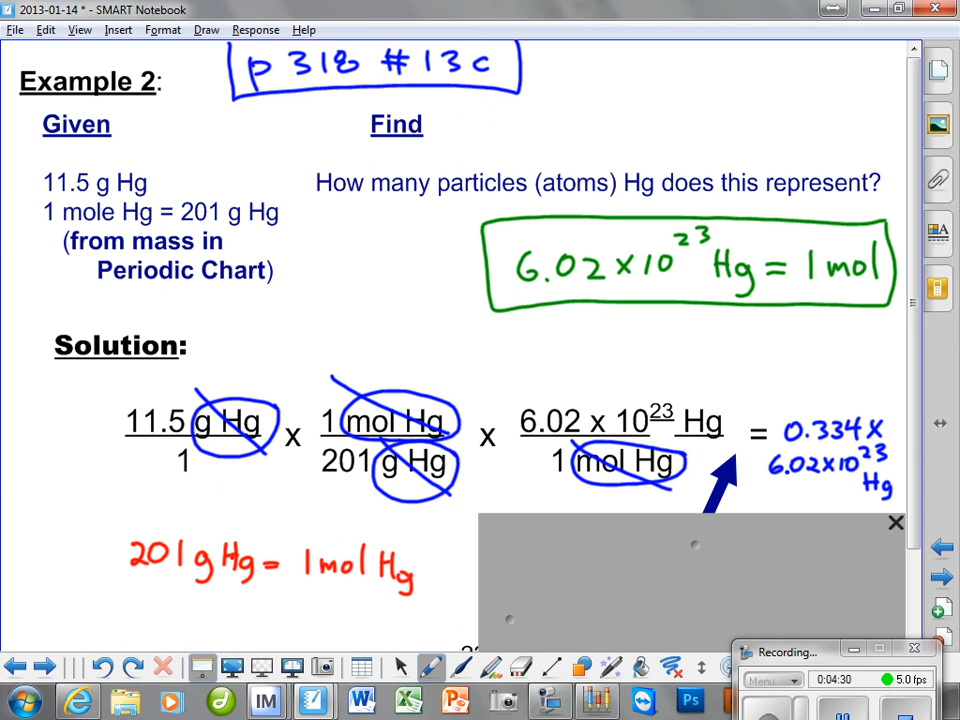 2013-01-14 * - SMART Notebook
File Edit View Insert Format Draw Response Help
p 318 # 13c
Example 2:
Given Find
11.5 g Hg How many particles (atoms) Hg does this represent?
1 mole Hg = 201 g Hg
(from mass in
Periodic Chart)
6.02 x 10^23 Hg = 1 mol
Solution:
11.5 g Hg x 1 mol Hg x 6.02 x 10^23 Hg = 0.334 x
1 201 g Hg 1 mol Hg 6.02 x 10^23
Hg
201 g Hg = 1 mol Hg
Recording...
Menu 0:04:30 5.0 fps
IM W X P Ps